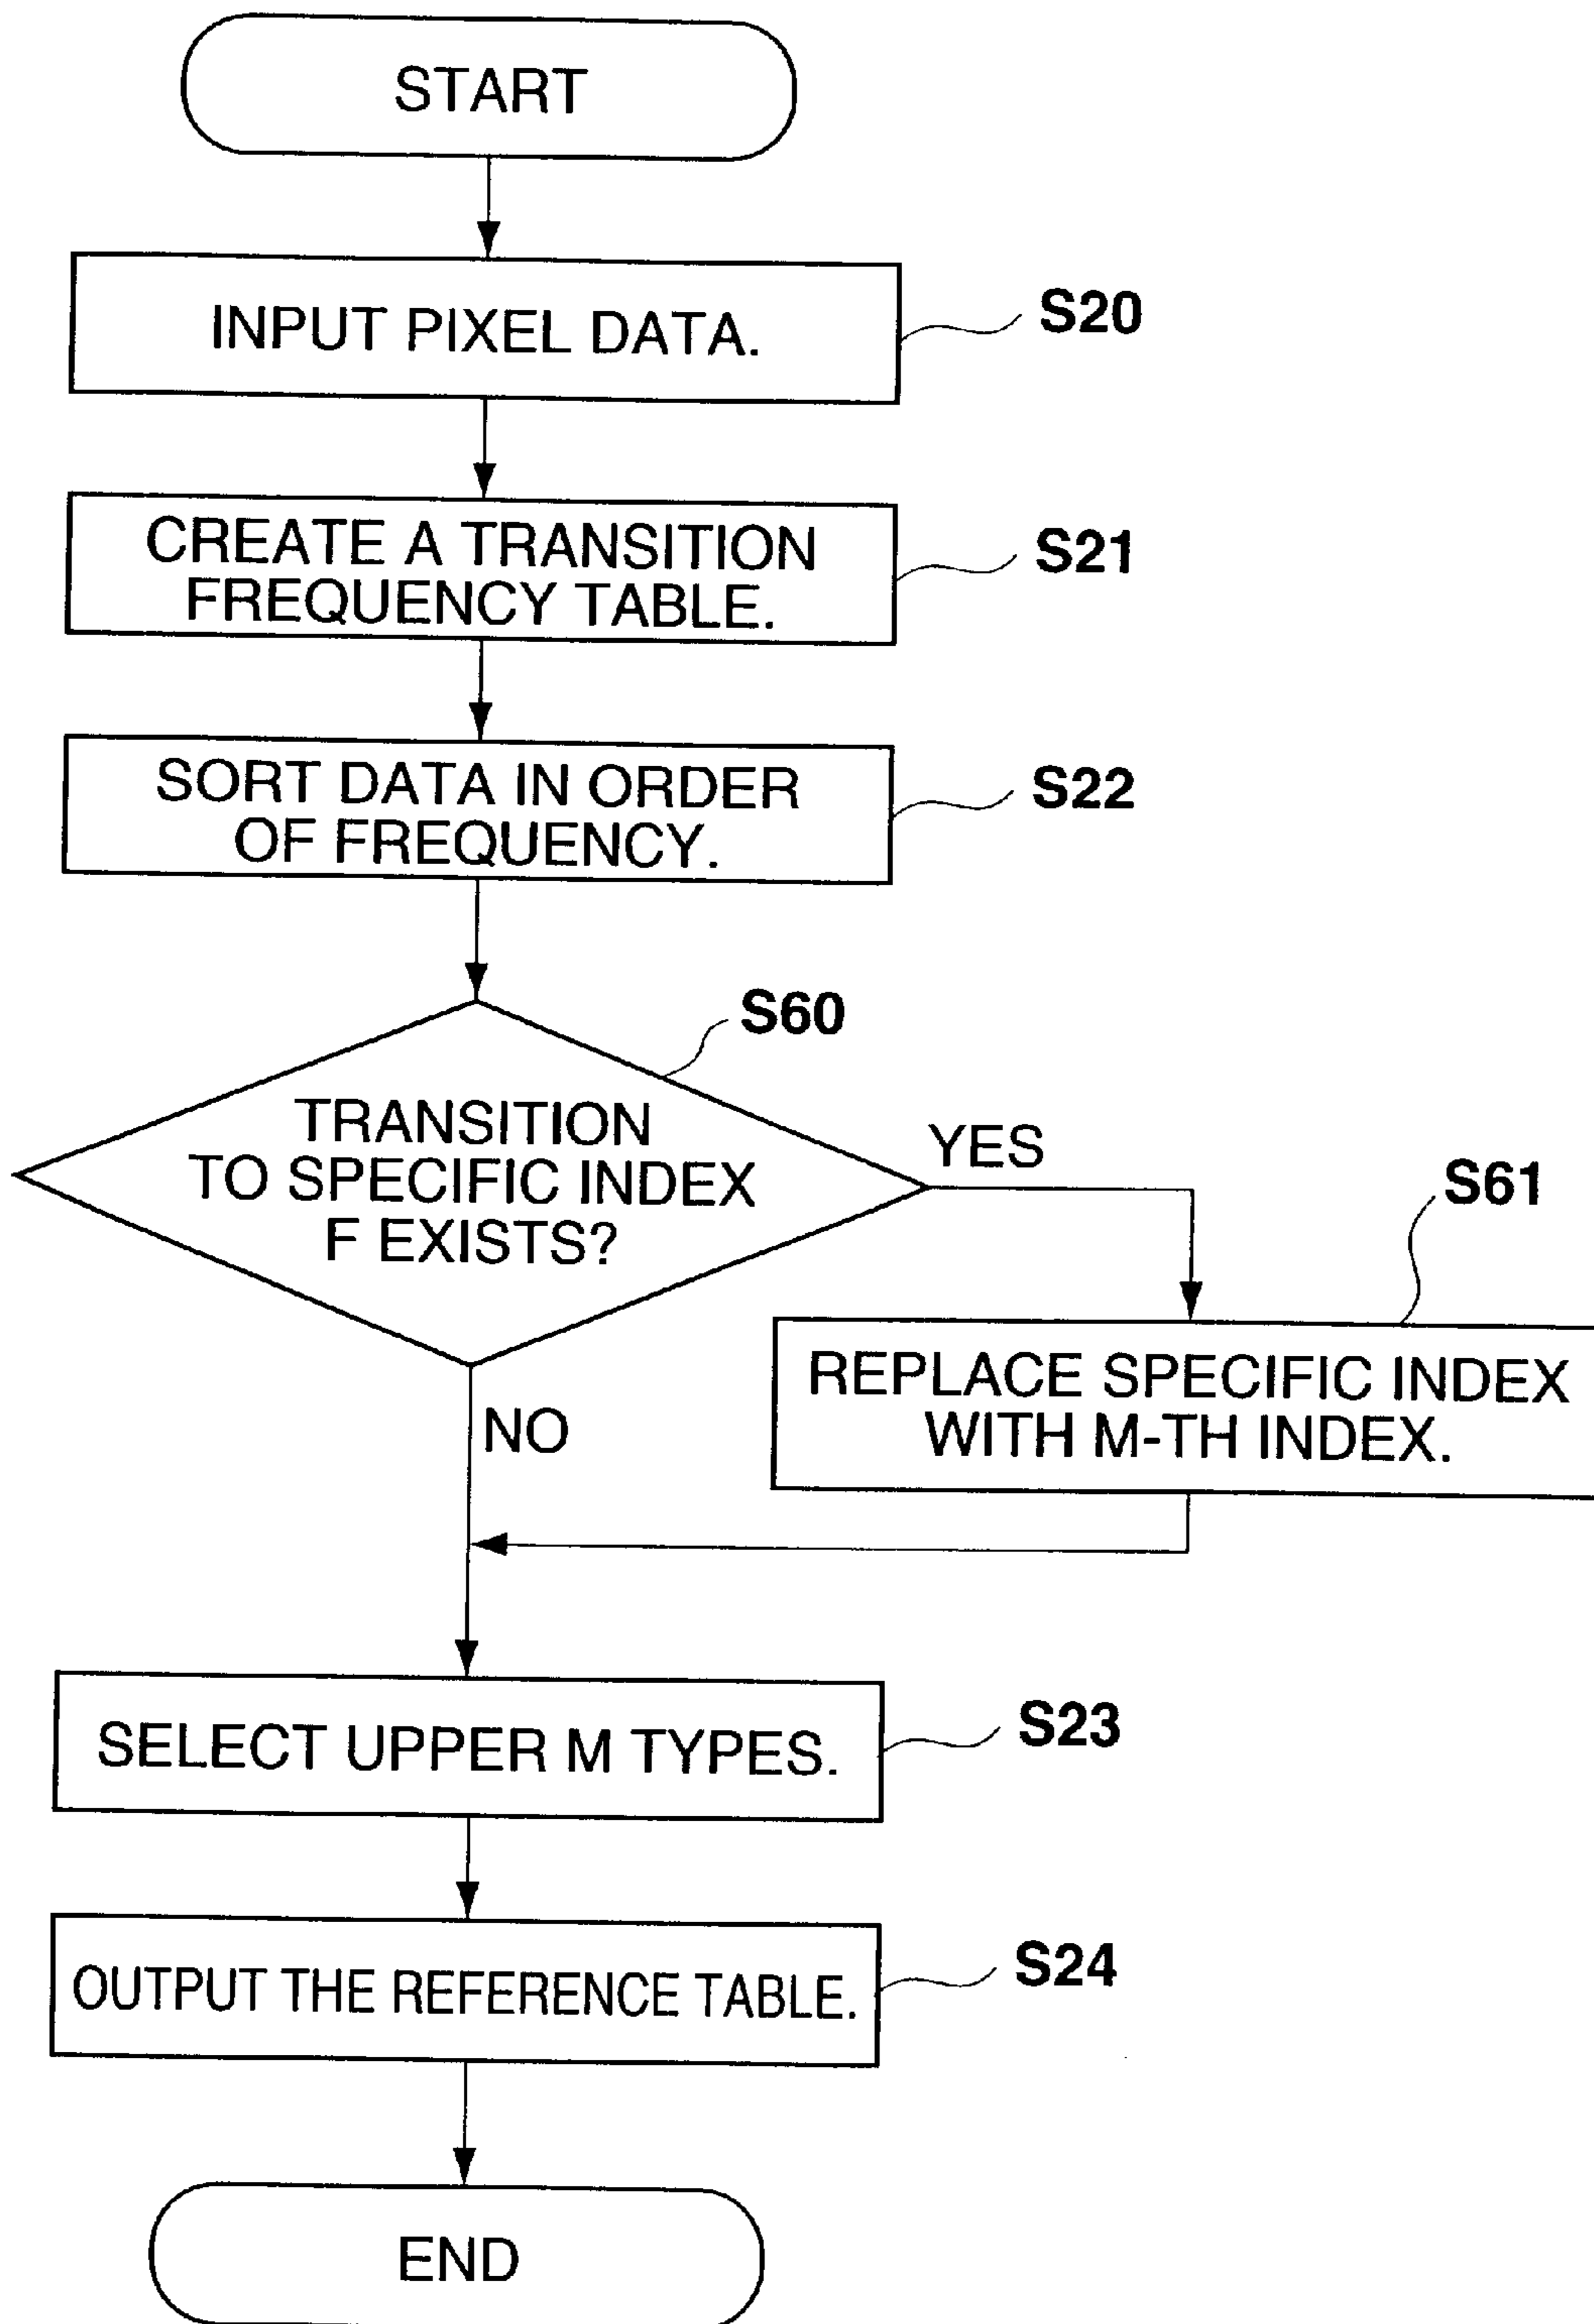 START
INPUT PIXEL DATA.
S20
CREATE A TRANSITION
FREQUENCY TABLE.
S21
SORT DATA IN ORDER
OF FREQUENCY.
S22
S60
TRANSITION
TO SPECIFIC INDEX
F EXISTS?
YES
S61
REPLACE SPECIFIC INDEX
WITH M-TH INDEX.
NO
SELECT UPPER M TYPES.
S23
OUTPUT THE REFERENCE TABLE.
S24
END